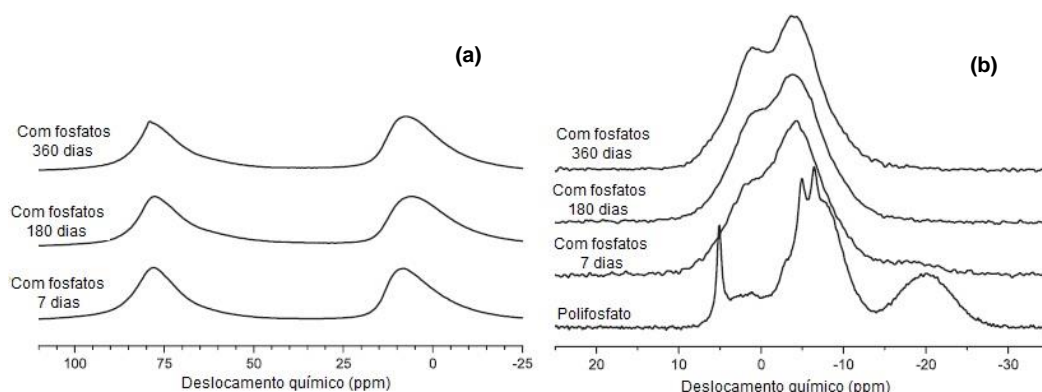 (a)
Com fosfatos
360 dias
Com fosfatos
180 dias
Com fosfatos
7 dias
100 75 50 25 0 -25
Deslocamento químico (ppm)
(b)
Com fosfatos
360 dias
Com fosfatos
180 dias
Com fosfatos
7 dias
Polifosfato
20 10 0 -10 -20 -30
Deslocamento químico (ppm)